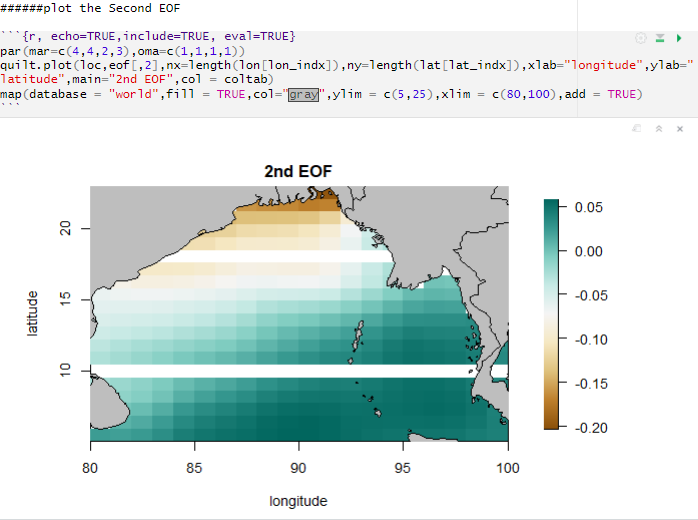 ######plot the Second EOF
```{r, echo=TRUE,include=TRUE, eval=TRUE}
par(mar=c(4,4,2,3),oma=c(1,1,1,1))
quilt.plot(loc,eof[,2],nx=length(lon[lon_indx]),ny=length(lat[lat_indx]),xlab="longitude",ylab="
latitude",main="2nd EOF",col = coltab)
map(database = "world",fill = TRUE,col="gray",ylim = c(5,25),xlim = c(80,100),add = TRUE)
```
2nd EOF
latitude
20
15
10
80 85 90 95 100
longitude
0.05
0.00
-0.05
-0.10
-0.15
-0.20